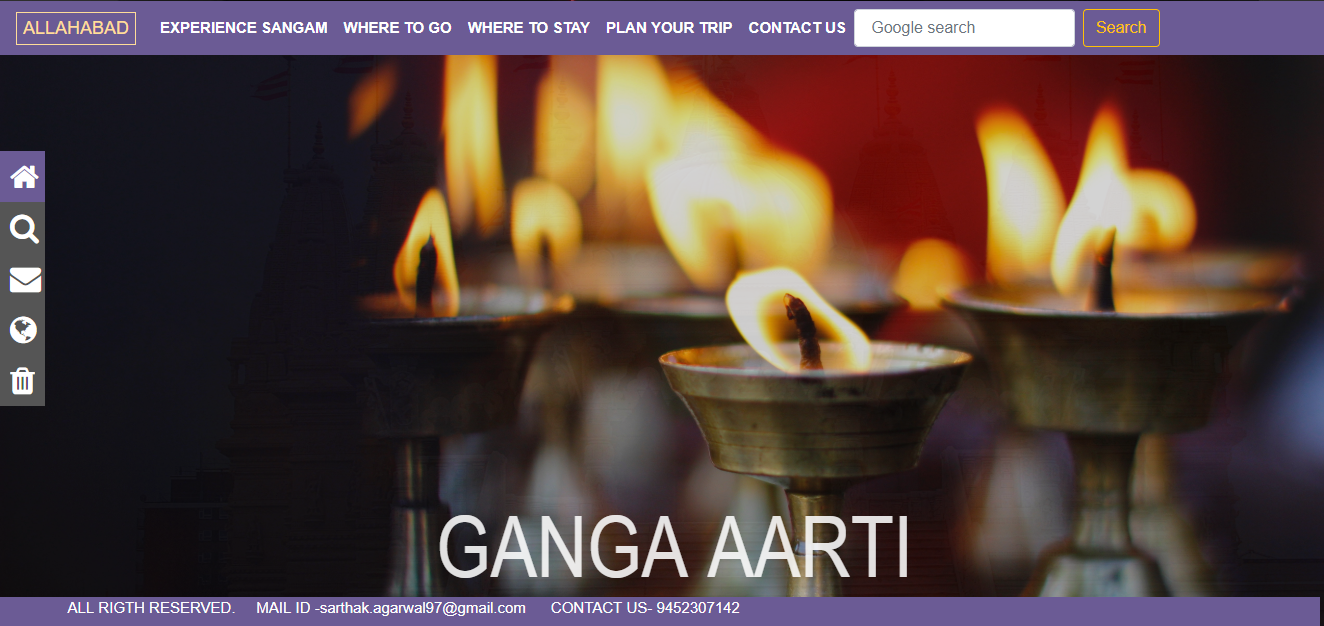 ALLAHABAD EXPERIENCE SANGAM WHERE TO GO WHERE TO STAY PLAN YOUR TRIP CONTACT US Google search Search
GANGA AARTI
ALL RIGTH RESERVED. MAIL ID -sarthak.agarwal97@gmail.com CONTACT US- 9452307142